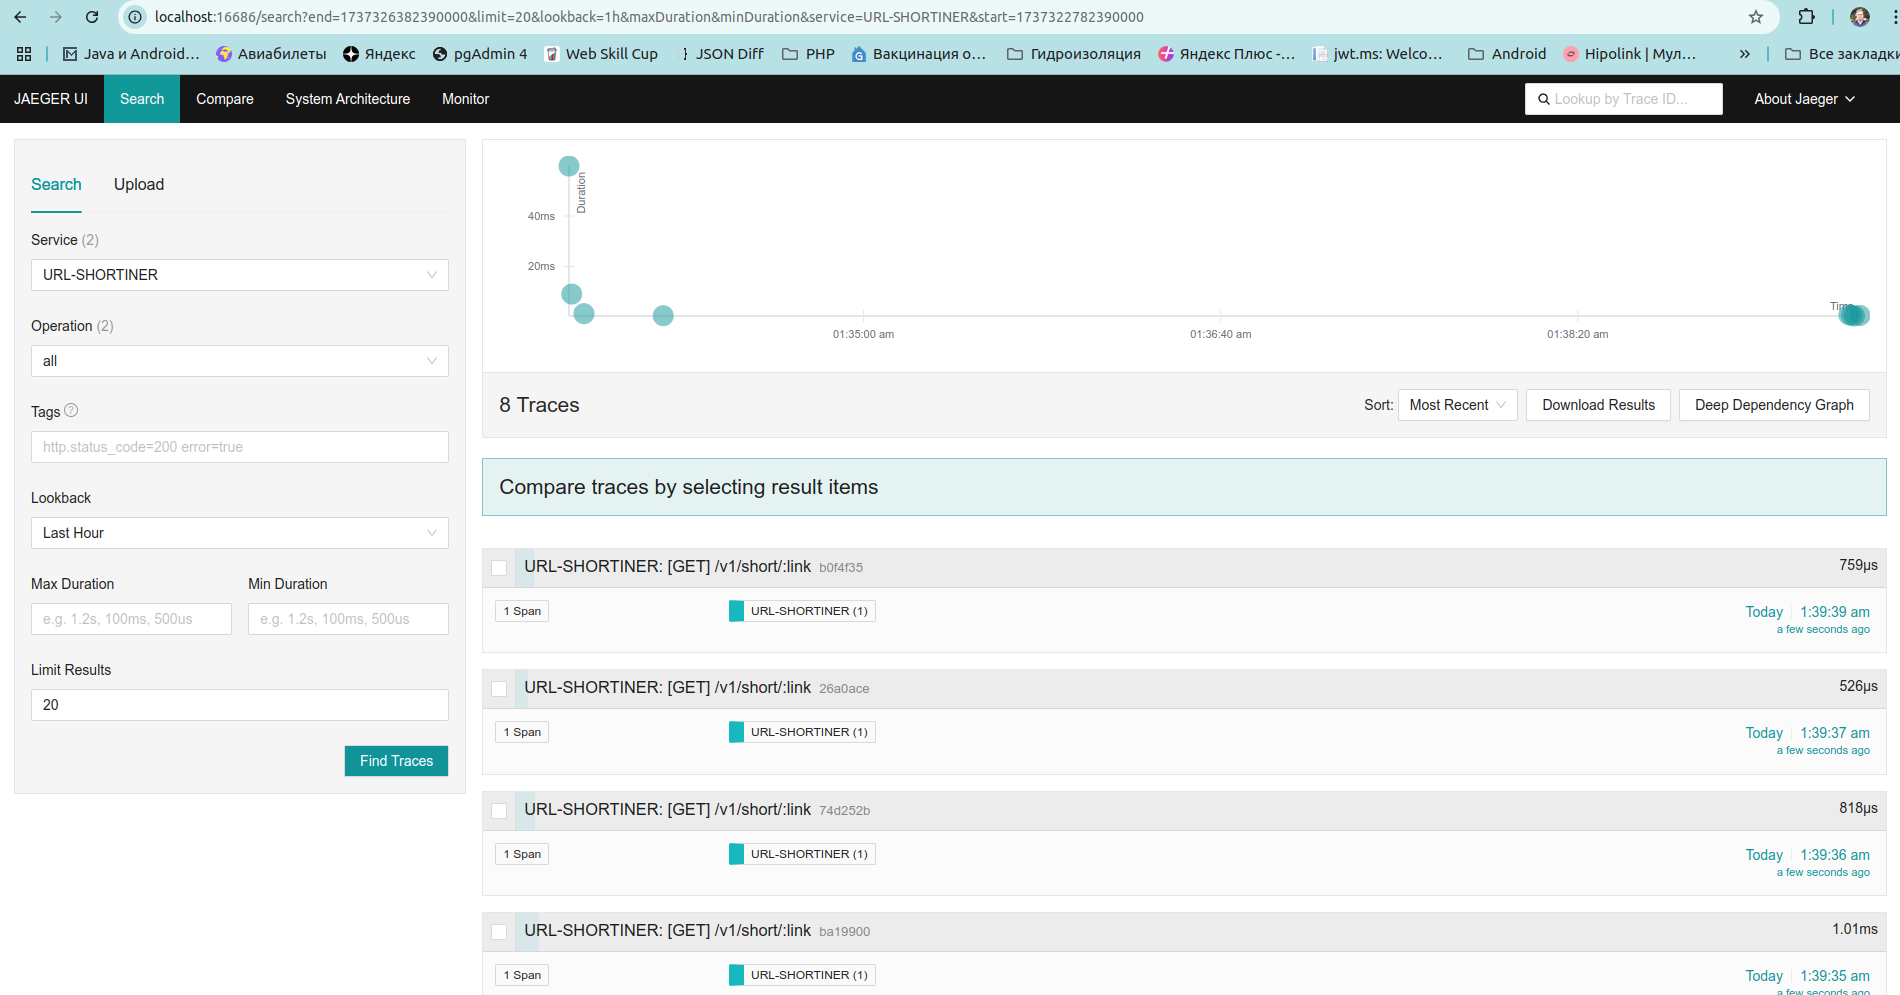 localhost:16686/search?end=1737326382390000&limit=20&lookback=1h&maxDuration&minDuration&service=URL-SHORTINER&start=1737322782390000
Java и Android… Авиабилеты Яндекс pgAdmin 4 Web Skill Cup JSON Diff PHP Вакцинация о… Гидроизоляция Яндекс Плюс -… jwt.ms: Welco… Android Hipolink | Мул… » Все закладки
JAEGER UI Search Compare System Architecture Monitor Lookup by Trace ID... About Jaeger
Search Upload
Service (2)
URL-SHORTINER
Operation (2)
all
Tags ?
http.status_code=200 error=true
Lookback
Last Hour
Max Duration Min Duration
e.g. 1.2s, 100ms, 500us e.g. 1.2s, 100ms, 500us
Limit Results
20
Find Traces
Duration
40ms
20ms
Time
01:35:00 am 01:36:40 am 01:38:20 am
8 Traces Sort: Most Recent Download Results Deep Dependency Graph
Compare traces by selecting result items
URL-SHORTINER: [GET] /v1/short/:link b0f4f35 759μs
1 Span URL-SHORTINER (1) Today 1:39:39 am
a few seconds ago
URL-SHORTINER: [GET] /v1/short/:link 26a0ace 526μs
1 Span URL-SHORTINER (1) Today 1:39:37 am
a few seconds ago
URL-SHORTINER: [GET] /v1/short/:link 74d252b 818μs
1 Span URL-SHORTINER (1) Today 1:39:36 am
a few seconds ago
URL-SHORTINER: [GET] /v1/short/:link ba19900 1.01ms
1 Span URL-SHORTINER (1) Today 1:39:35 am
a few seconds ago